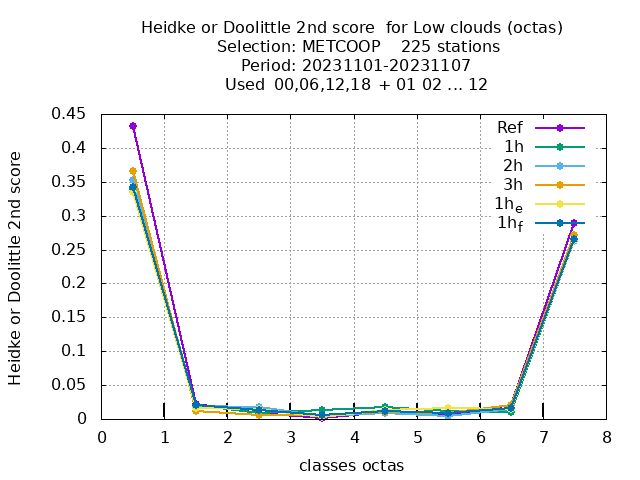 Heidke or Doolittle 2nd score  for Low clouds (octas)
Selection: METCOOP    225 stations
Period: 20231101-20231107
Used  00,06,12,18 + 01 02 ... 12
Heidke or Doolittle 2nd score
0.45
0.4
0.35
0.3
0.25
0.2
0.15
0.1
0.05
0
Ref
1h
2h
3h
1h_e
1h_f
0 1 2 3 4 5 6 7 8
classes octas